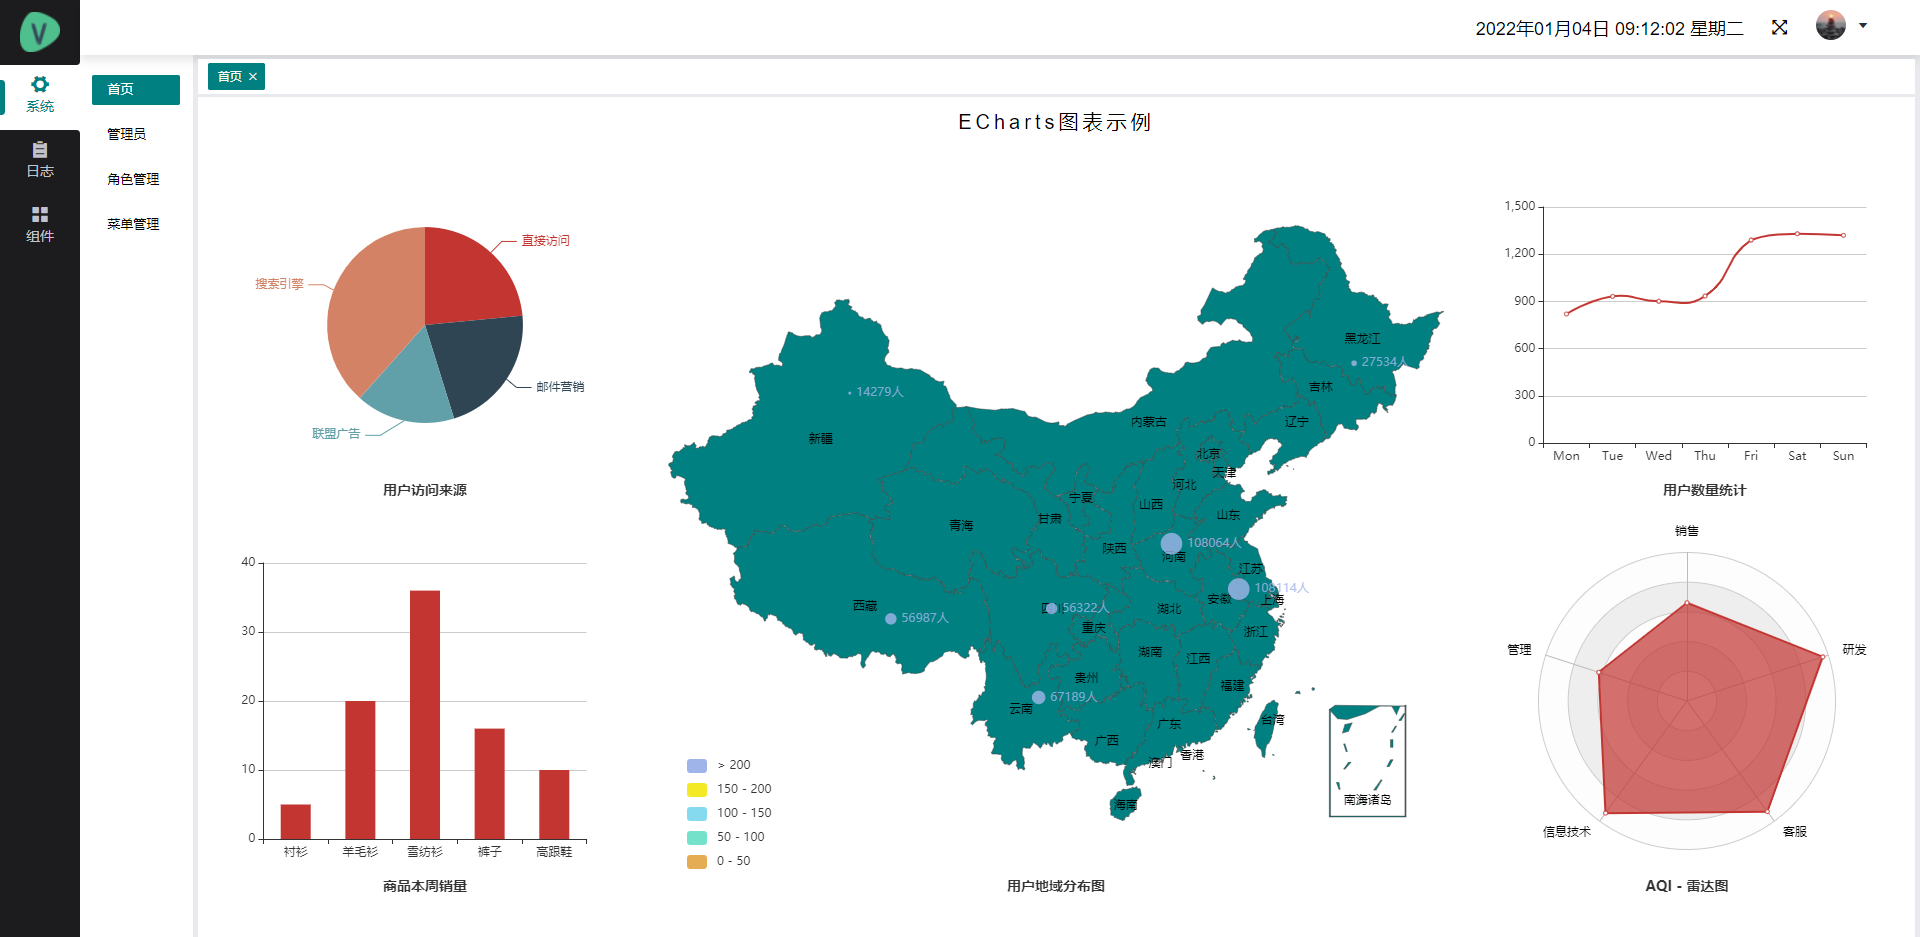 V
2022年01月04日 09:12:02 星期二
系统
日志
组件
首页
管理员
角色管理
菜单管理
首页 ×
ECharts图表示例
直接访问
搜索引擎
邮件营销
联盟广告
用户访问来源
40
30
20
10
0
衬衫 羊毛衫 雪纺衫 裤子 高跟鞋
商品本周销量
黑龙江
27534人
吉林
14279人
内蒙古
辽宁
新疆
北京
天津
河北
宁夏
山西
甘肃
山东
青海
108064人
陕西
河南
江苏
108114人
安徽
上海
西藏
56322人
湖北
56987人
重庆
浙江
湖南
江西
贵州
福建
67189人
云南
台湾
广东
广西
香港
澳门
南海诸岛
海南
> 200
150 - 200
100 - 150
50 - 100
0 - 50
用户地域分布图
1,500
1,200
900
600
300
0
Mon Tue Wed Thu Fri Sat Sun
用户数量统计
销售
管理
研发
信息技术
客服
AQI - 雷达图